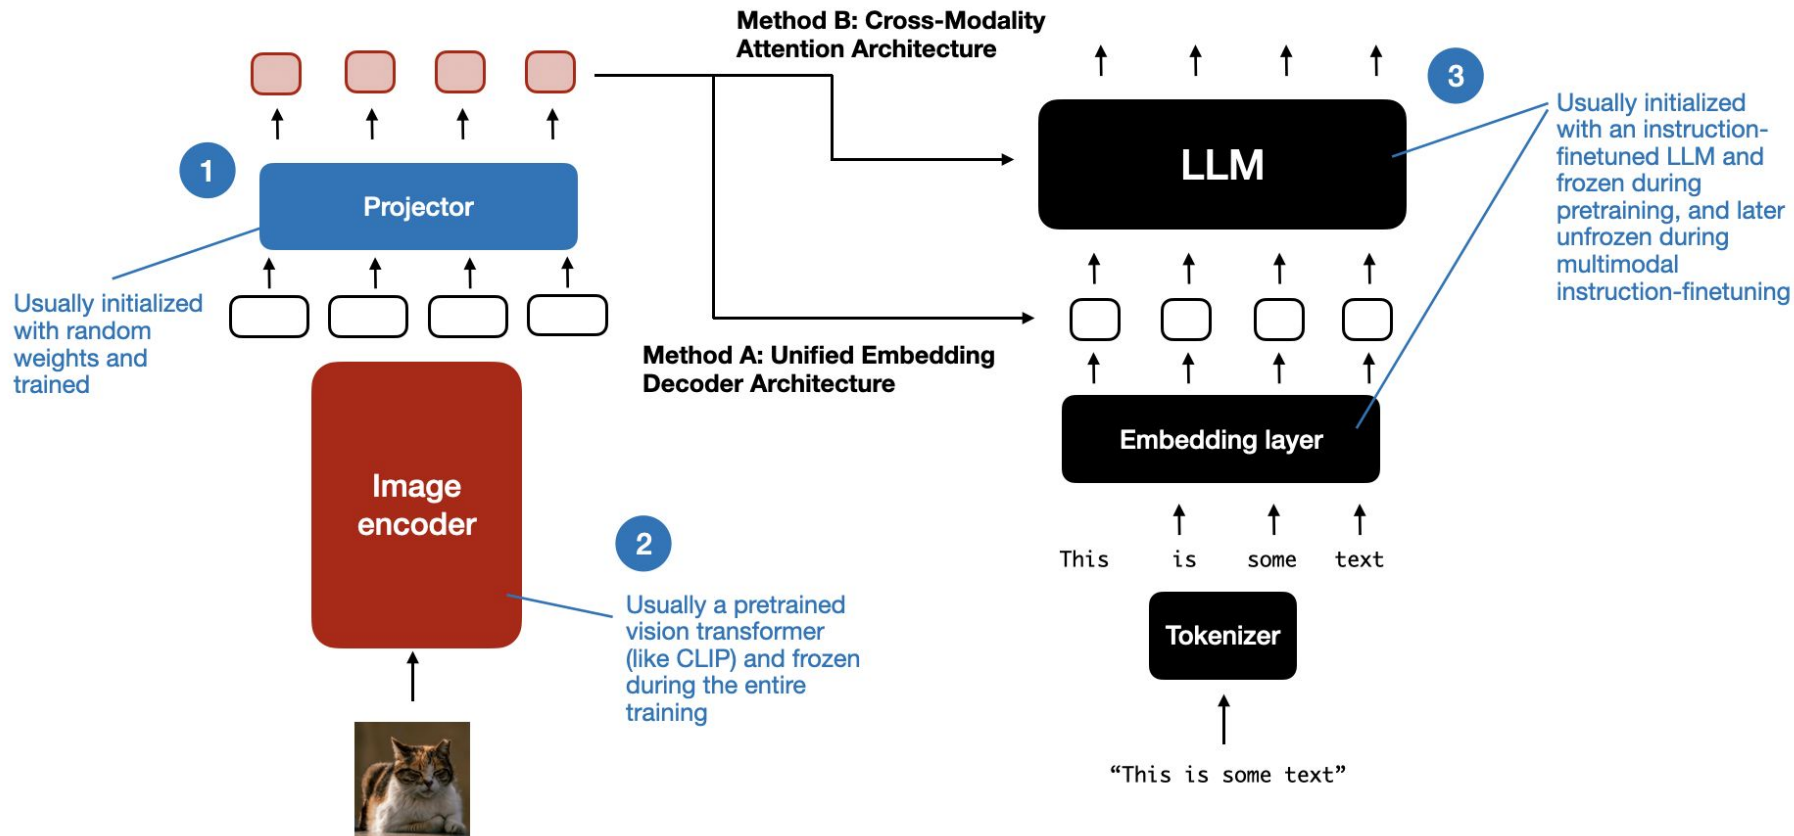 Method B: Cross-Modality
Attention Architecture
1
Projector
Usually initialized
with random
weights and
trained
Image
encoder
2
Usually a pretrained
vision transformer
(like CLIP) and frozen
during the entire
training
Method A: Unified Embedding
Decoder Architecture
3
LLM
Usually initialized
with an instruction-
finetuned LLM and
frozen during
pretraining, and later
unfrozen during
multimodal
instruction-finetuning
Embedding layer
This is some text
Tokenizer
“This is some text”